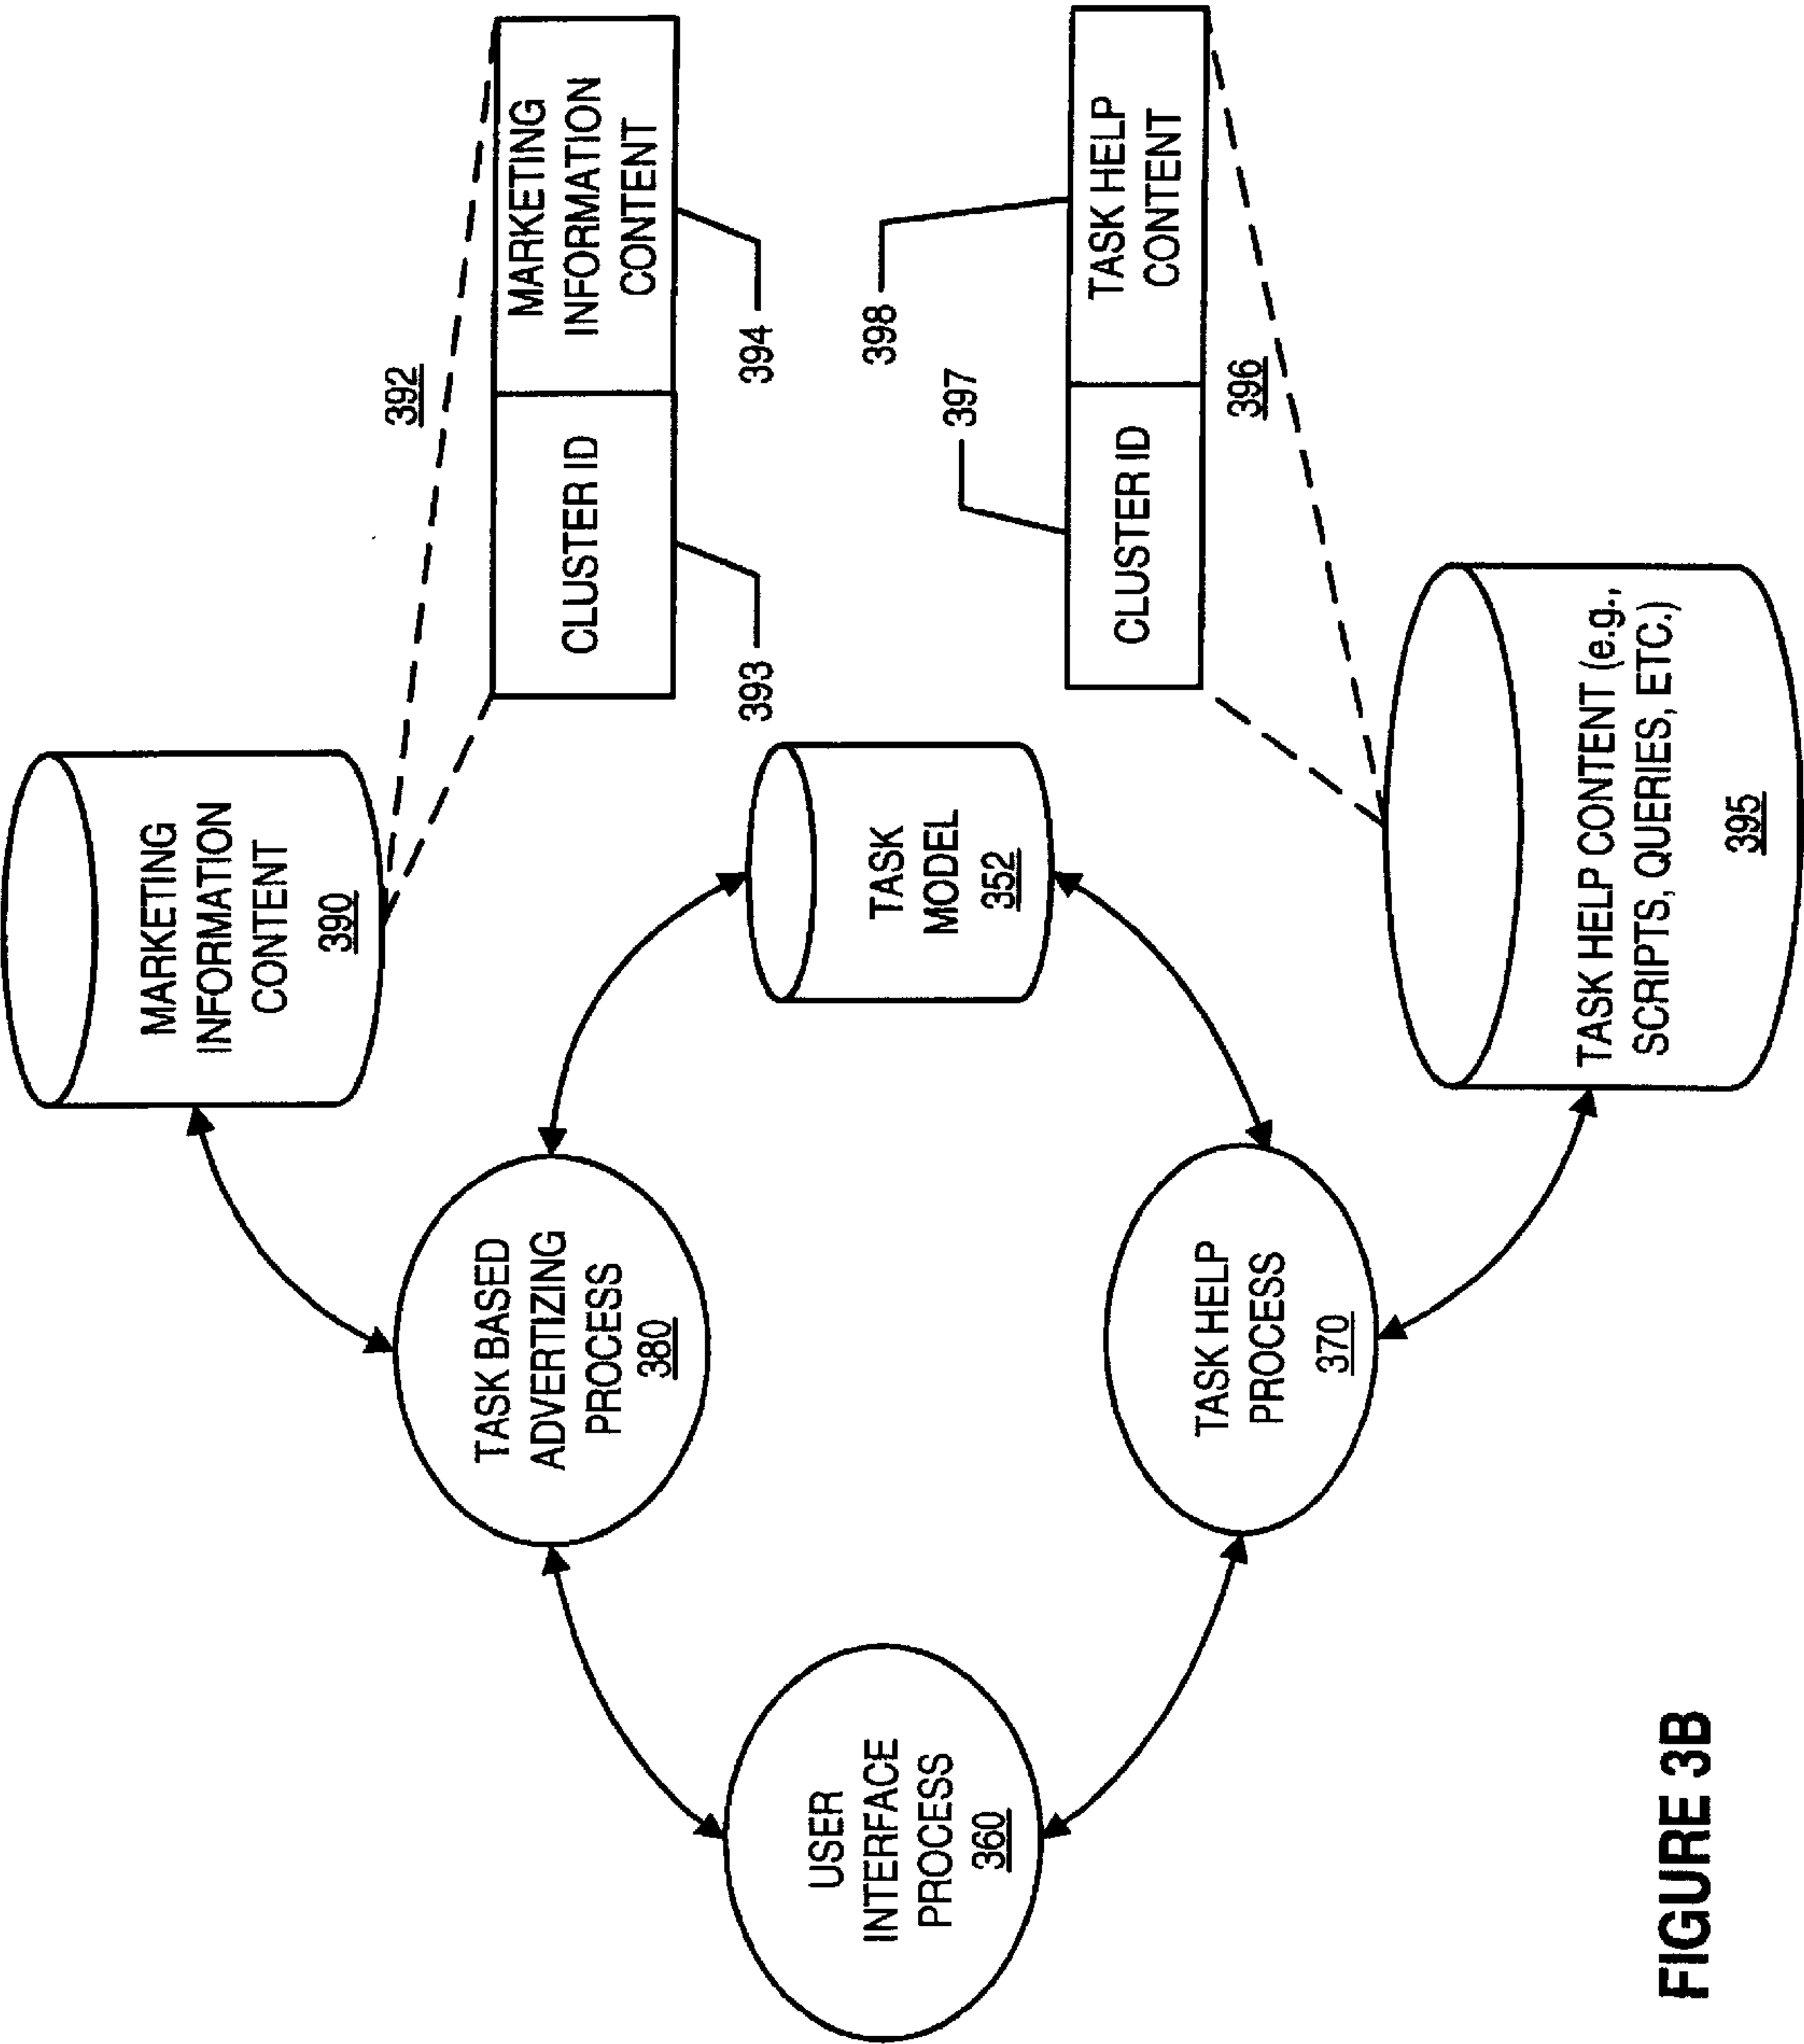 MARKETING
INFORMATION
CONTENT
390
392
MARKETING
INFORMATION
CONTENT
CLUSTER ID
393
394
TASK BASED
ADVERTIZING
PROCESS
380
USER
INTERFACE
PROCESS
360
TASK
MODEL
352
398
397
CLUSTER ID
TASK HELP
CONTENT
396
TASK HELP
PROCESS
370
TASK HELP CONTENT (e.g.,
SCRIPTS, QUERIES, ETC.)
395
FIGURE 3B